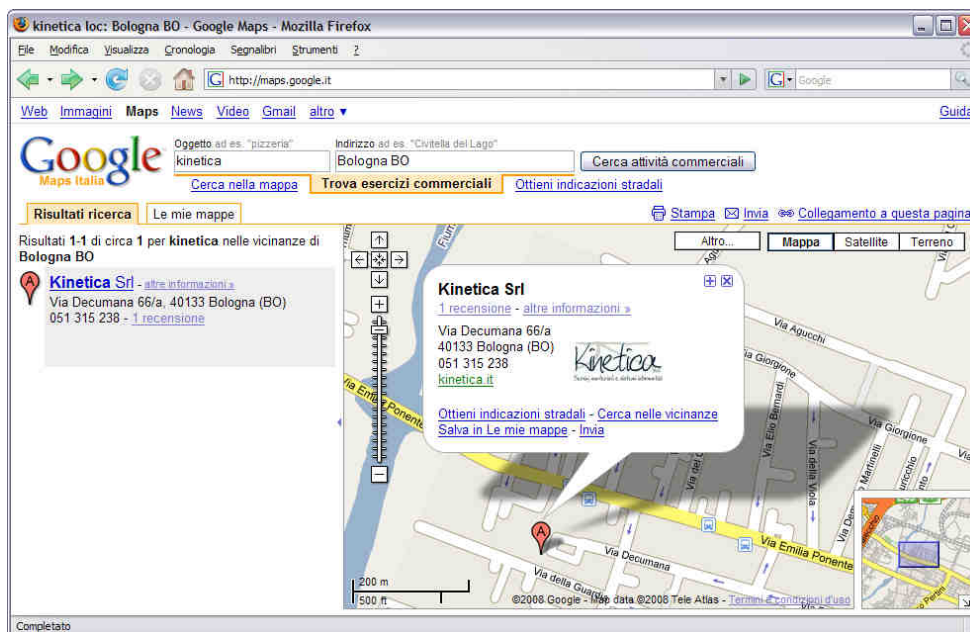 kinetica loc: Bologna BO - Google Maps - Mozilla Firefox
File Modifica Visualizza Cronologia Segnalibri Strumenti ?
http://maps.google.it
Google
Web Immagini Maps News Video Gmail altro ▼
Guida
Google
Maps Italia
Oggetto ad es. "pizzeria"
Indirizzo ad es. "Civitella del Lago"
kinetica
Bologna BO
Cerca attività commerciali
Cerca nella mappa
Trova esercizi commerciali
Ottieni indicazioni stradali
Risultati ricerca
Le mie mappe
Stampa Invia Collegamento a questa pagina
Risultati 1-1 di circa 1 per kinetica nelle vicinanze di
Bologna BO
A
Kinetica Srl - altre informazioni »
Via Decumana 66/a, 40133 Bologna (BO)
051 315 238 - 1 recensione
Altro...
Mappa
Satellite
Terreno
Kinetica Srl
1 recensione - altre informazioni »
Via Decumana 66/a
40133 Bologna (BO)
051 315 238
kinetica.it
Kinetica
Ottieni indicazioni stradali - Cerca nelle vicinanze
Salva in Le mie mappe - Invia
Via Agucchi
Via Giorgione
Via Giorgione
Via Emilia Ponente
Via Elio Bernardi
Via della Viola
Via Emilia Ponente
Via Decumana
A
200 m
500 ft
©2008 Google - Map data ©2008 Tele Atlas - Termini e condizioni d'uso
Completato